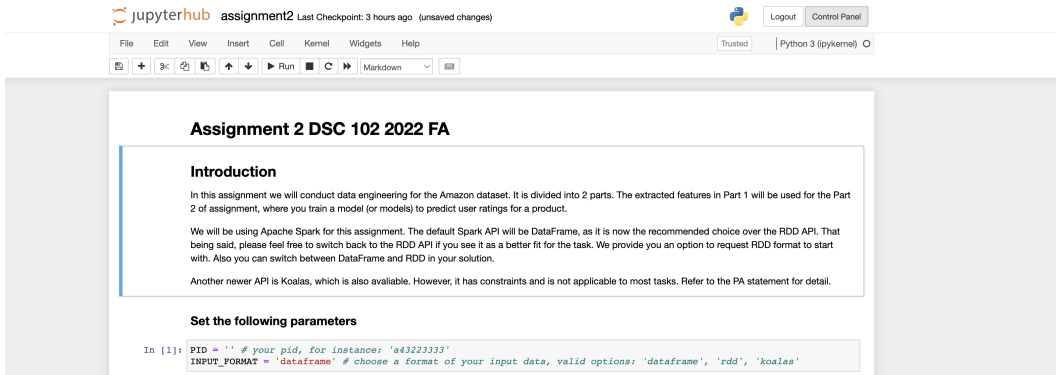 jupyterhub assignment2 Last Checkpoint: 3 hours ago (unsaved changes) Logout Control Panel
File Edit View Insert Cell Kernel Widgets Help Trusted Python 3 (ipykernel)
Run Markdown
Assignment 2 DSC 102 2022 FA
Introduction
In this assignment we will conduct data engineering for the Amazon dataset. It is divided into 2 parts. The extracted features in Part 1 will be used for the Part
2 of assignment, where you train a model (or models) to predict user ratings for a product.
We will be using Apache Spark for this assignment. The default Spark API will be DataFrame, as it is now the recommended choice over the RDD API. That
being said, please feel free to switch back to the RDD API if you see it as a better fit for the task. We provide you an option to request RDD format to start
with. Also you can switch between DataFrame and RDD in your solution.
Another newer API is Koalas, which is also avaliable. However, it has constraints and is not applicable to most tasks. Refer to the PA statement for detail.
Set the following parameters
In [1]: PID = '' # your pid, for instance: 'a43223333'
INPUT_FORMAT = 'dataframe' # choose a format of your input data, valid options: 'dataframe', 'rdd', 'koalas'